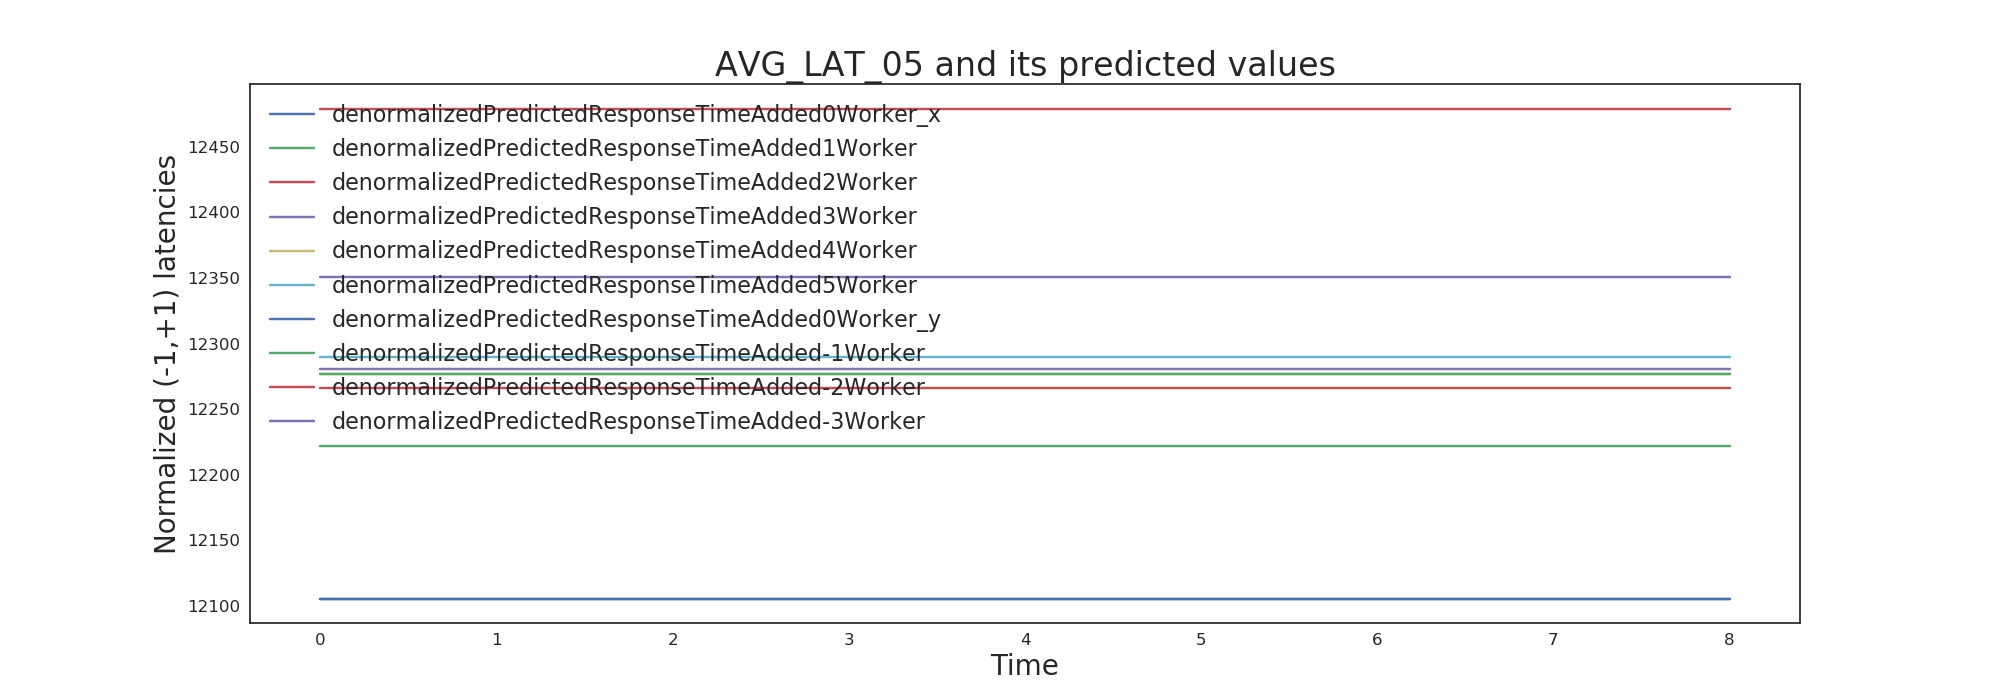 AVG_LAT_05 and its predicted values
denormalizedPredictedResponseTimeAdded0Worker_x
denormalizedPredictedResponseTimeAdded1Worker
denormalizedPredictedResponseTimeAdded2Worker
denormalizedPredictedResponseTimeAdded3Worker
denormalizedPredictedResponseTimeAdded4Worker
denormalizedPredictedResponseTimeAdded5Worker
denormalizedPredictedResponseTimeAdded0Worker_y
denormalizedPredictedResponseTimeAdded-1Worker
denormalizedPredictedResponseTimeAdded-2Worker
denormalizedPredictedResponseTimeAdded-3Worker
Normalized (-1,+1) latencies
12450
12400
12350
12300
12250
12200
12150
12100
0 1 2 3 4 5 6 7 8
Time